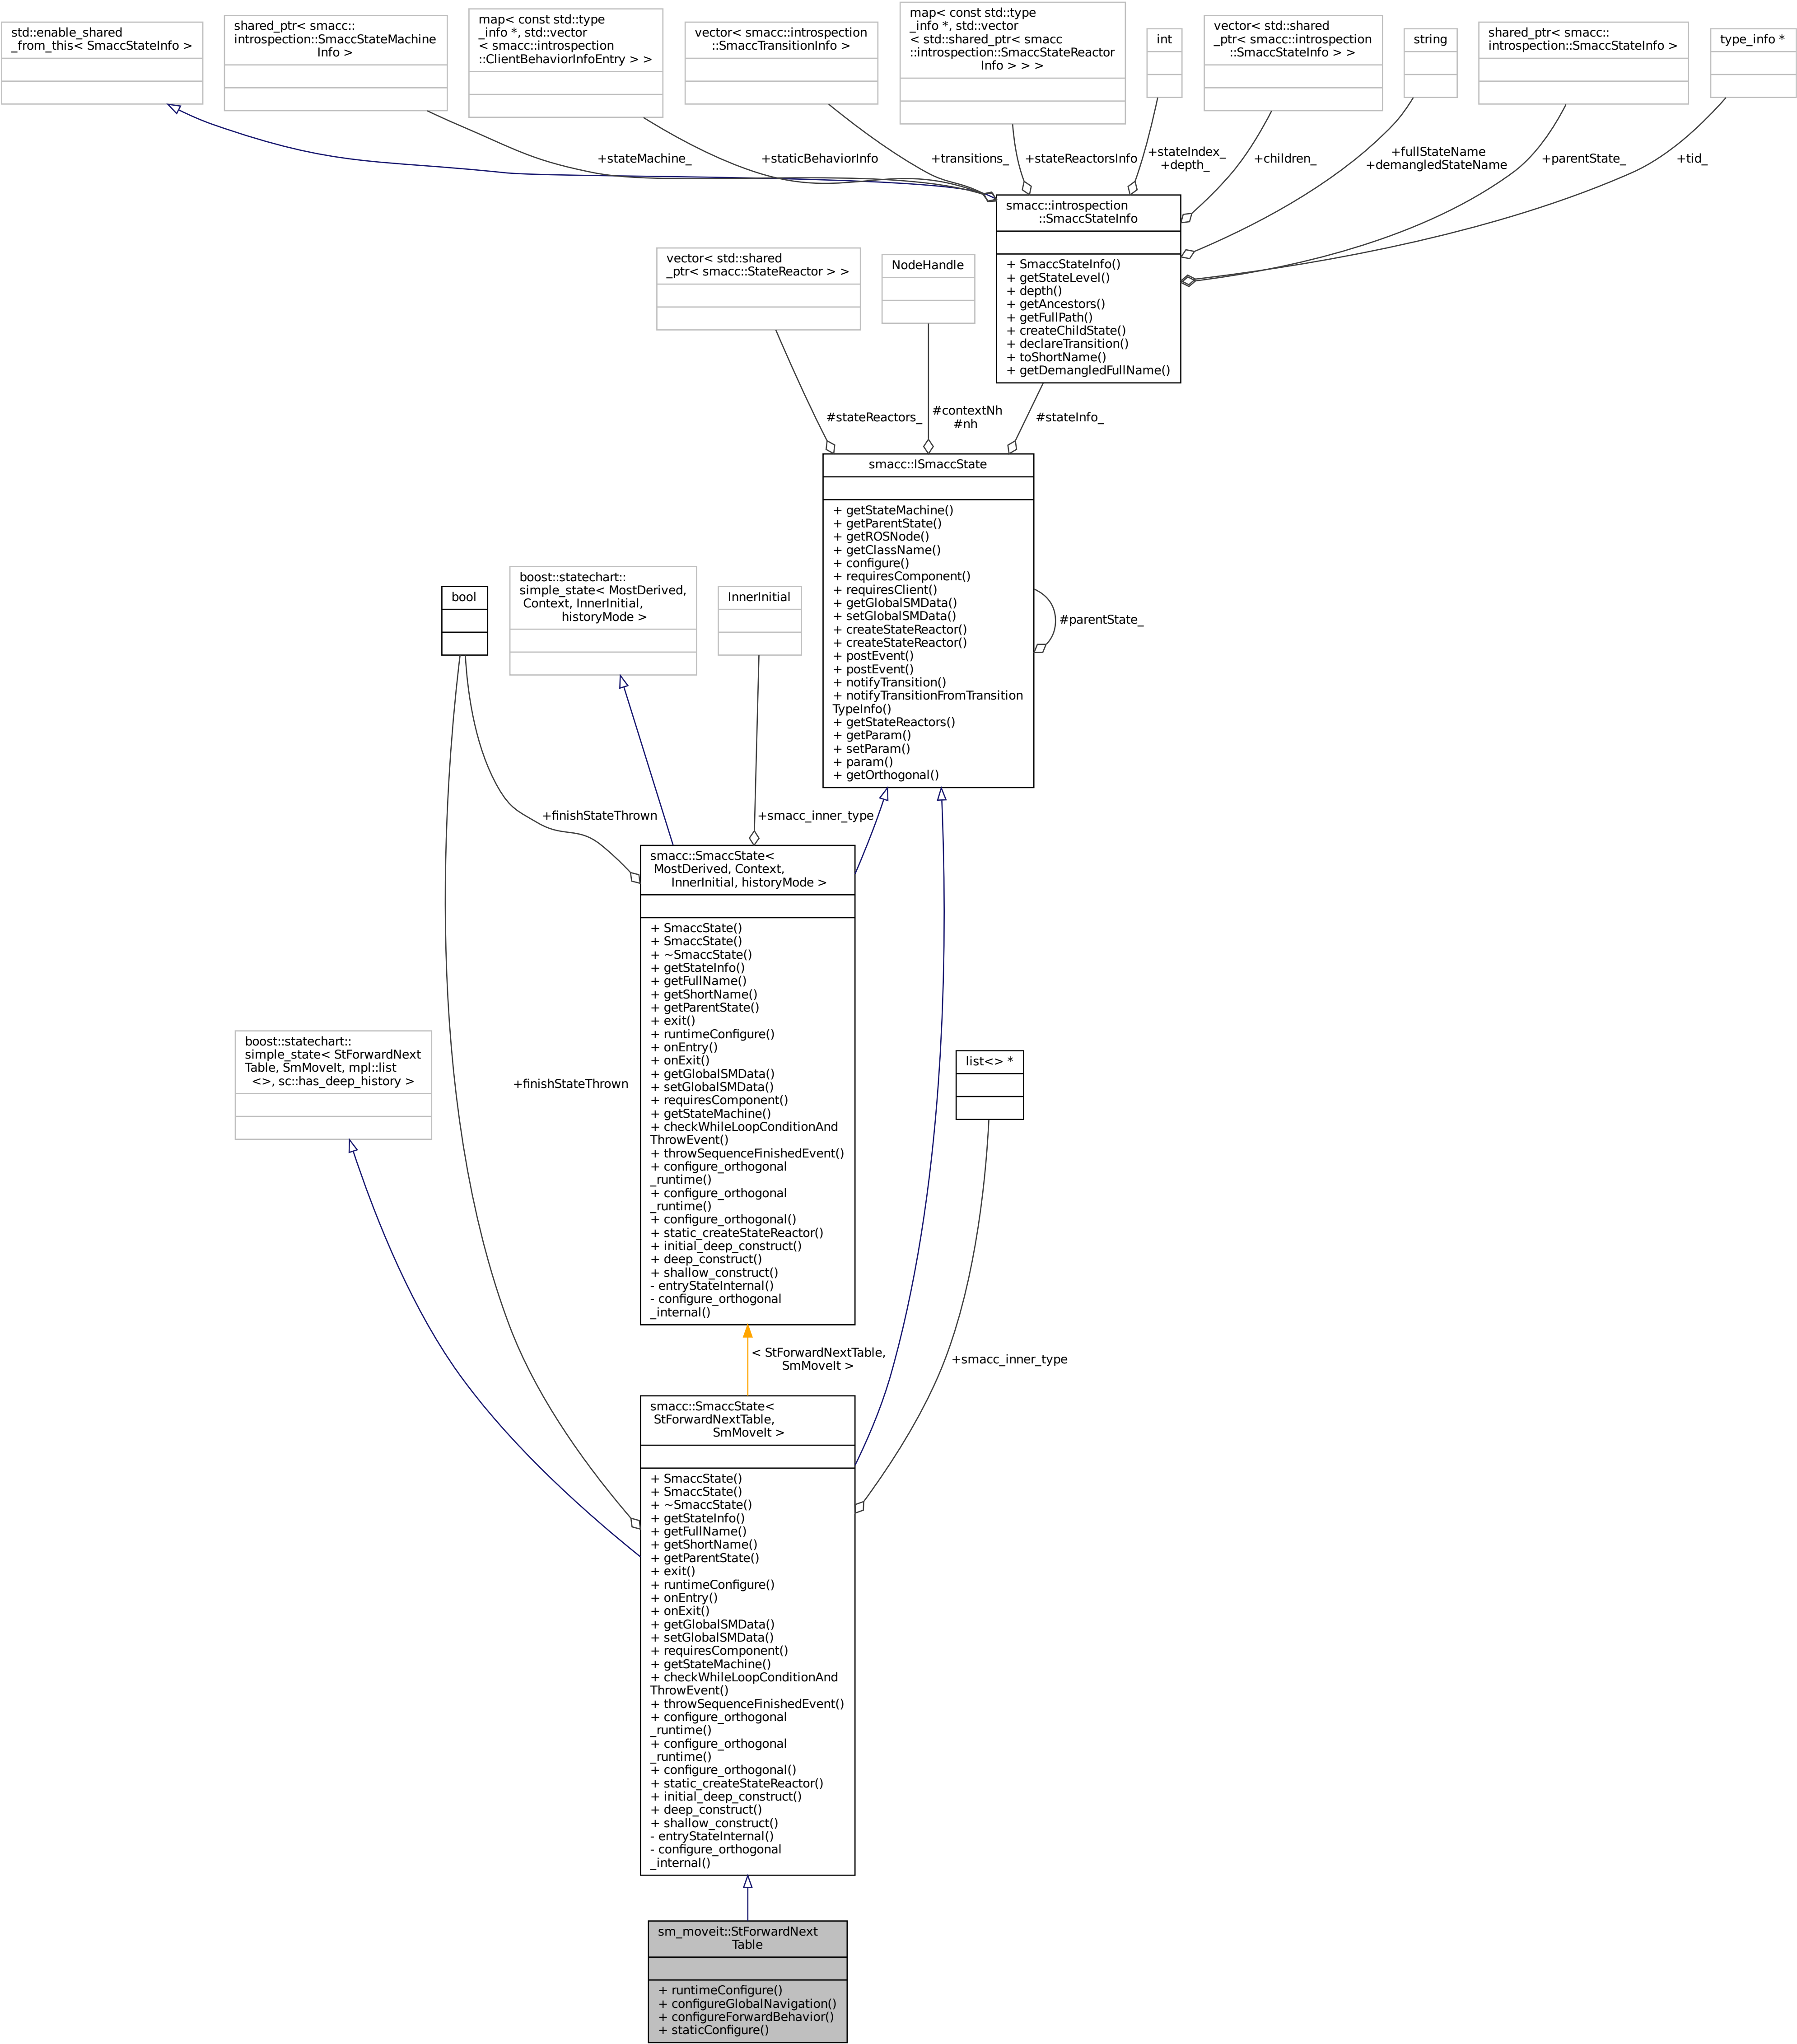 std::enable_shared
_from_this< SmaccStateInfo >
shared_ptr< smacc::
introspection::SmaccStateMachine
Info >
map< const std::type
_info *, std::vector
< smacc::introspection
::ClientBehaviorInfoEntry > >
vector< smacc::introspection
::SmaccTransitionInfo >
map< const std::type
_info *, std::vector
< std::shared_ptr< smacc
::introspection::SmaccStateReactor
Info > > >
int
vector< std::shared
_ptr< smacc::introspection
::SmaccStateInfo > >
string
shared_ptr< smacc::
introspection::SmaccStateInfo >
type_info *
+stateMachine_
+staticBehaviorInfo
+transitions_
+stateReactorsInfo
+stateIndex_
+depth_
+children_
+fullStateName
+demangledStateName
+parentState_
+tid_
smacc::introspection
::SmaccStateInfo
+ SmaccStateInfo()
+ getStateLevel()
+ depth()
+ getAncestors()
+ getFullPath()
+ createChildState()
+ declareTransition()
+ toShortName()
+ getDemangledFullName()
vector< std::shared
_ptr< smacc::StateReactor > >
NodeHandle
#stateReactors_
#contextNh
#nh
#stateInfo_
smacc::ISmaccState
+ getStateMachine()
+ getParentState()
+ getROSNode()
+ getClassName()
+ configure()
+ requiresComponent()
+ requiresClient()
+ getGlobalSMData()
+ setGlobalSMData()
+ createStateReactor()
+ createStateReactor()
+ postEvent()
+ postEvent()
+ notifyTransition()
+ notifyTransitionFromTransition
TypeInfo()
+ getStateReactors()
+ getParam()
+ setParam()
+ param()
+ getOrthogonal()
#parentState_
bool
boost::statechart::
simple_state< MostDerived,
Context, InnerInitial,
historyMode >
InnerInitial
+finishStateThrown
+smacc_inner_type
smacc::SmaccState<
MostDerived, Context,
InnerInitial, historyMode >
+ SmaccState()
+ SmaccState()
+ ~SmaccState()
+ getStateInfo()
+ getFullName()
+ getShortName()
+ getParentState()
+ exit()
+ runtimeConfigure()
+ onEntry()
+ onExit()
+ getGlobalSMData()
+ setGlobalSMData()
+ requiresComponent()
+ getStateMachine()
+ checkWhileLoopConditionAnd
ThrowEvent()
+ throwSequenceFinishedEvent()
+ configure_orthogonal
_runtime()
+ configure_orthogonal
_runtime()
+ configure_orthogonal()
+ static_createStateReactor()
+ initial_deep_construct()
+ deep_construct()
+ shallow_construct()
- entryStateInternal()
- configure_orthogonal
_internal()
boost::statechart::
simple_state< StForwardNext
Table, SmMoveIt, mpl::list
<>, sc::has_deep_history >
+finishStateThrown
list<> *
< StForwardNextTable,
SmMoveIt >
+smacc_inner_type
smacc::SmaccState<
StForwardNextTable,
SmMoveIt >
+ SmaccState()
+ SmaccState()
+ ~SmaccState()
+ getStateInfo()
+ getFullName()
+ getShortName()
+ getParentState()
+ exit()
+ runtimeConfigure()
+ onEntry()
+ onExit()
+ getGlobalSMData()
+ setGlobalSMData()
+ requiresComponent()
+ getStateMachine()
+ checkWhileLoopConditionAnd
ThrowEvent()
+ throwSequenceFinishedEvent()
+ configure_orthogonal
_runtime()
+ configure_orthogonal
_runtime()
+ configure_orthogonal()
+ static_createStateReactor()
+ initial_deep_construct()
+ deep_construct()
+ shallow_construct()
- entryStateInternal()
- configure_orthogonal
_internal()
sm_moveit::StForwardNext
Table
+ runtimeConfigure()
+ configureGlobalNavigation()
+ configureForwardBehavior()
+ staticConfigure()